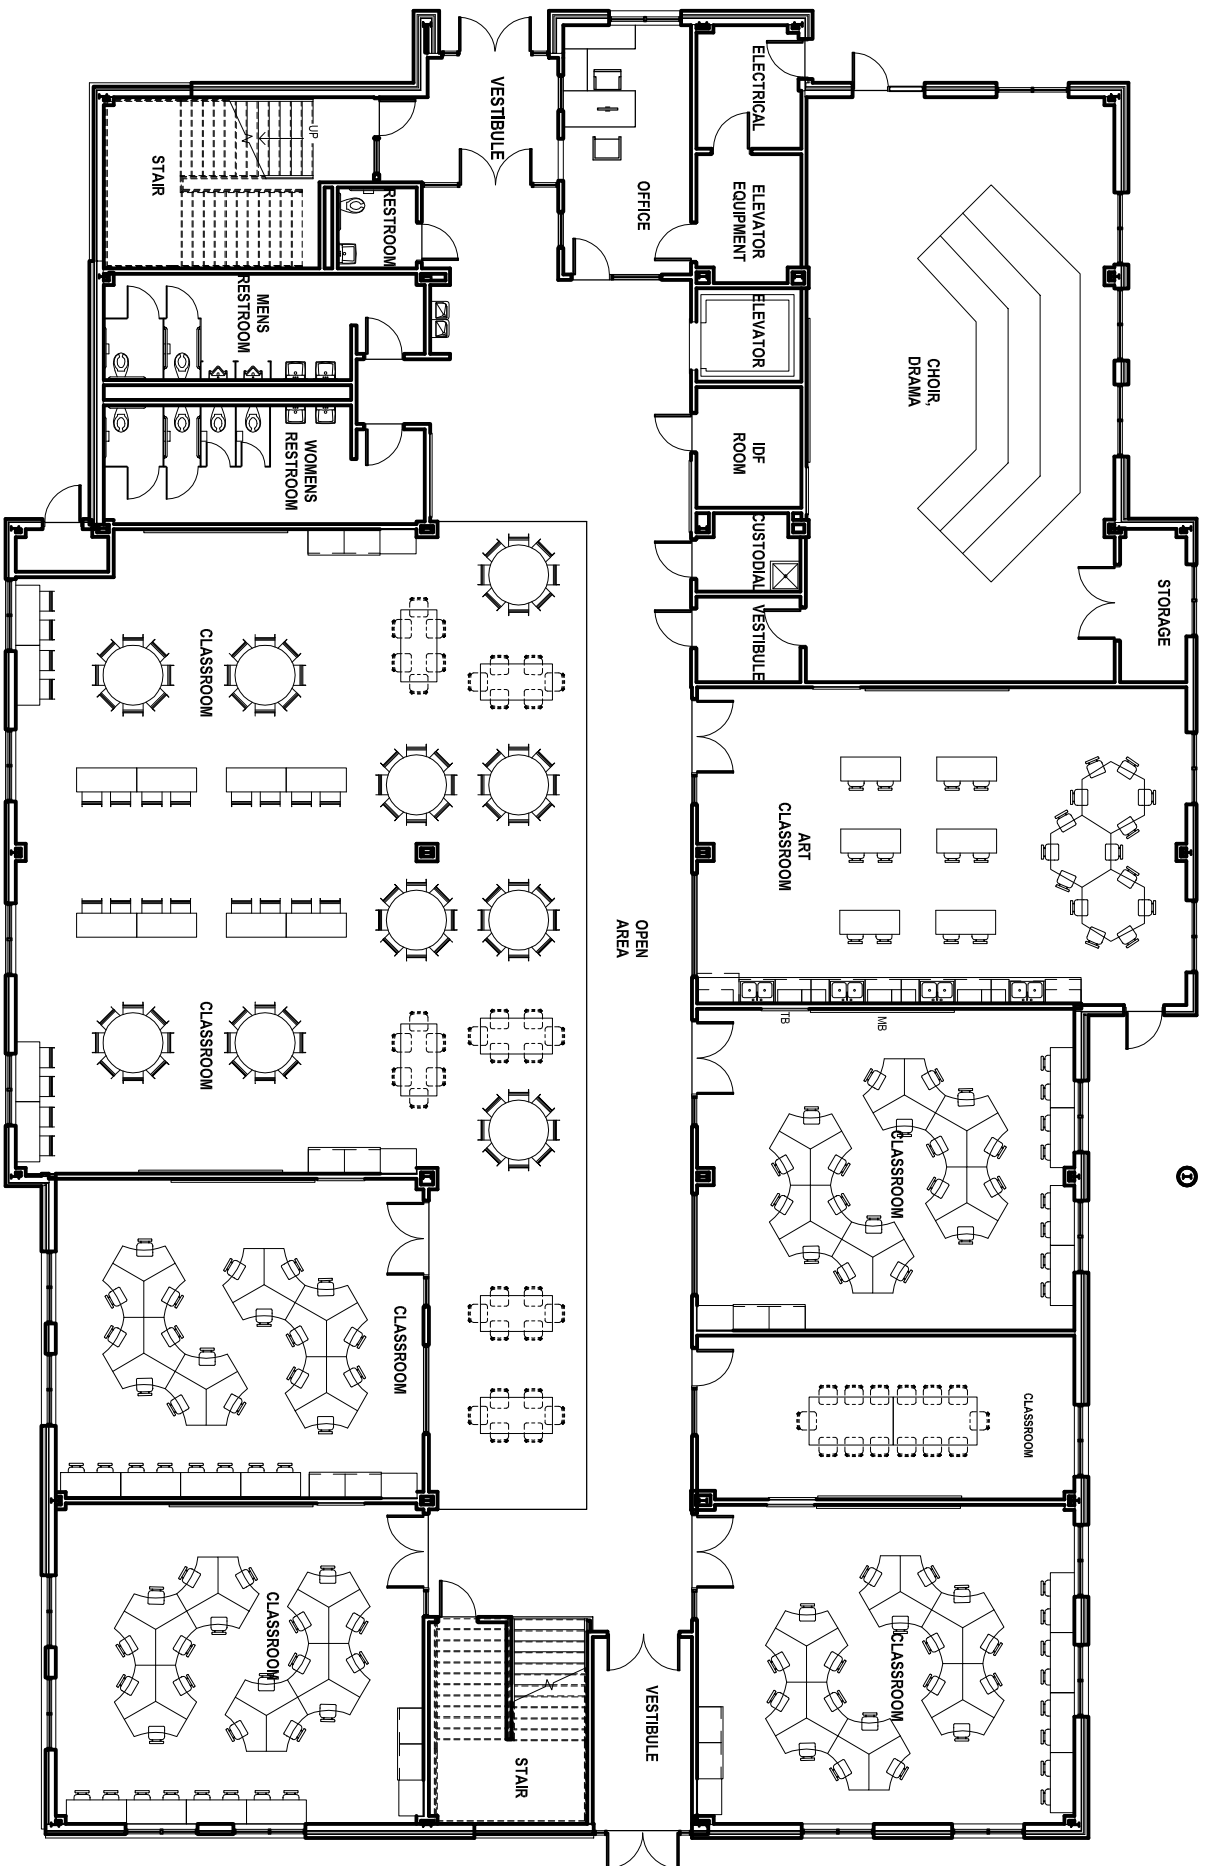 VESTIBULE
ELECTRICAL
UP
STAIR
RESTROOM
OFFICE
ELEVATOR
EQUIPMENT
MENS
RESTROOM
ELEVATOR
CHOIR,
DRAMA
WOMENS
RESTROOM
IDF
ROOM
CUSTODIAL
VESTIBULE
STORAGE
CLASSROOM
ART
CLASSROOM
OPEN
AREA
CLASSROOM
TB
MB
CLASSROOM
CLASSROOM
CLASSROOM
CLASSROOM
CLASSROOM
VESTIBULE
STAIR